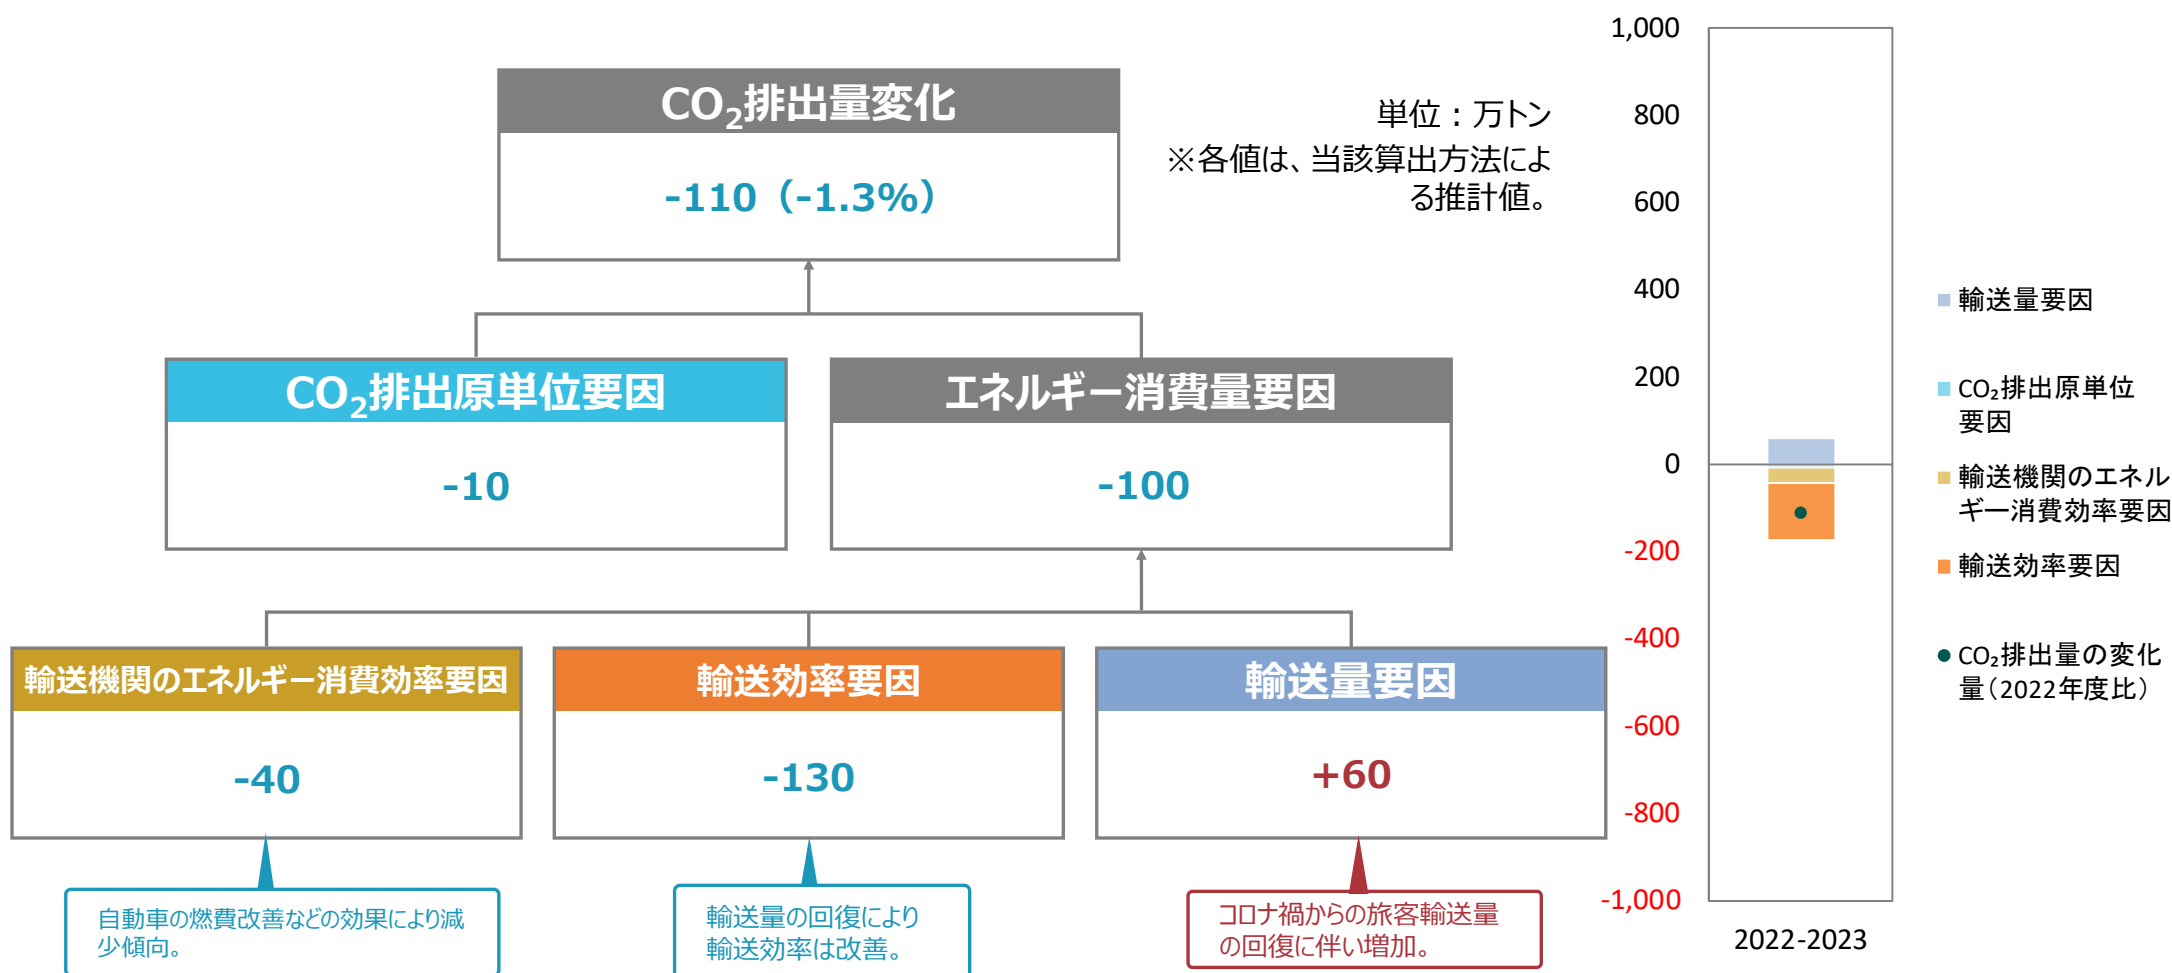 CO₂排出量変化
-110（-1.3%）
単位：万トン
※各値は、当該算出方法によ
る推計値。
CO₂排出原単位要因
-10
エネルギー消費量要因
-100
輸送機関のエネルギー消費効率要因
-40
輸送効率要因
-130
輸送量要因
+60
自動車の燃費改善などの効果により減
少傾向。
輸送量の回復により
輸送効率は改善。
コロナ禍からの旅客輸送量
の回復に伴い増加。
1,000
800
600
400
200
0
-200
-400
-600
-800
-1,000
2022-2023
輸送量要因
CO₂排出原単位
要因
輸送機関のエネル
ギー消費効率要因
輸送効率要因
CO₂排出量の変化
量（2022年度比）